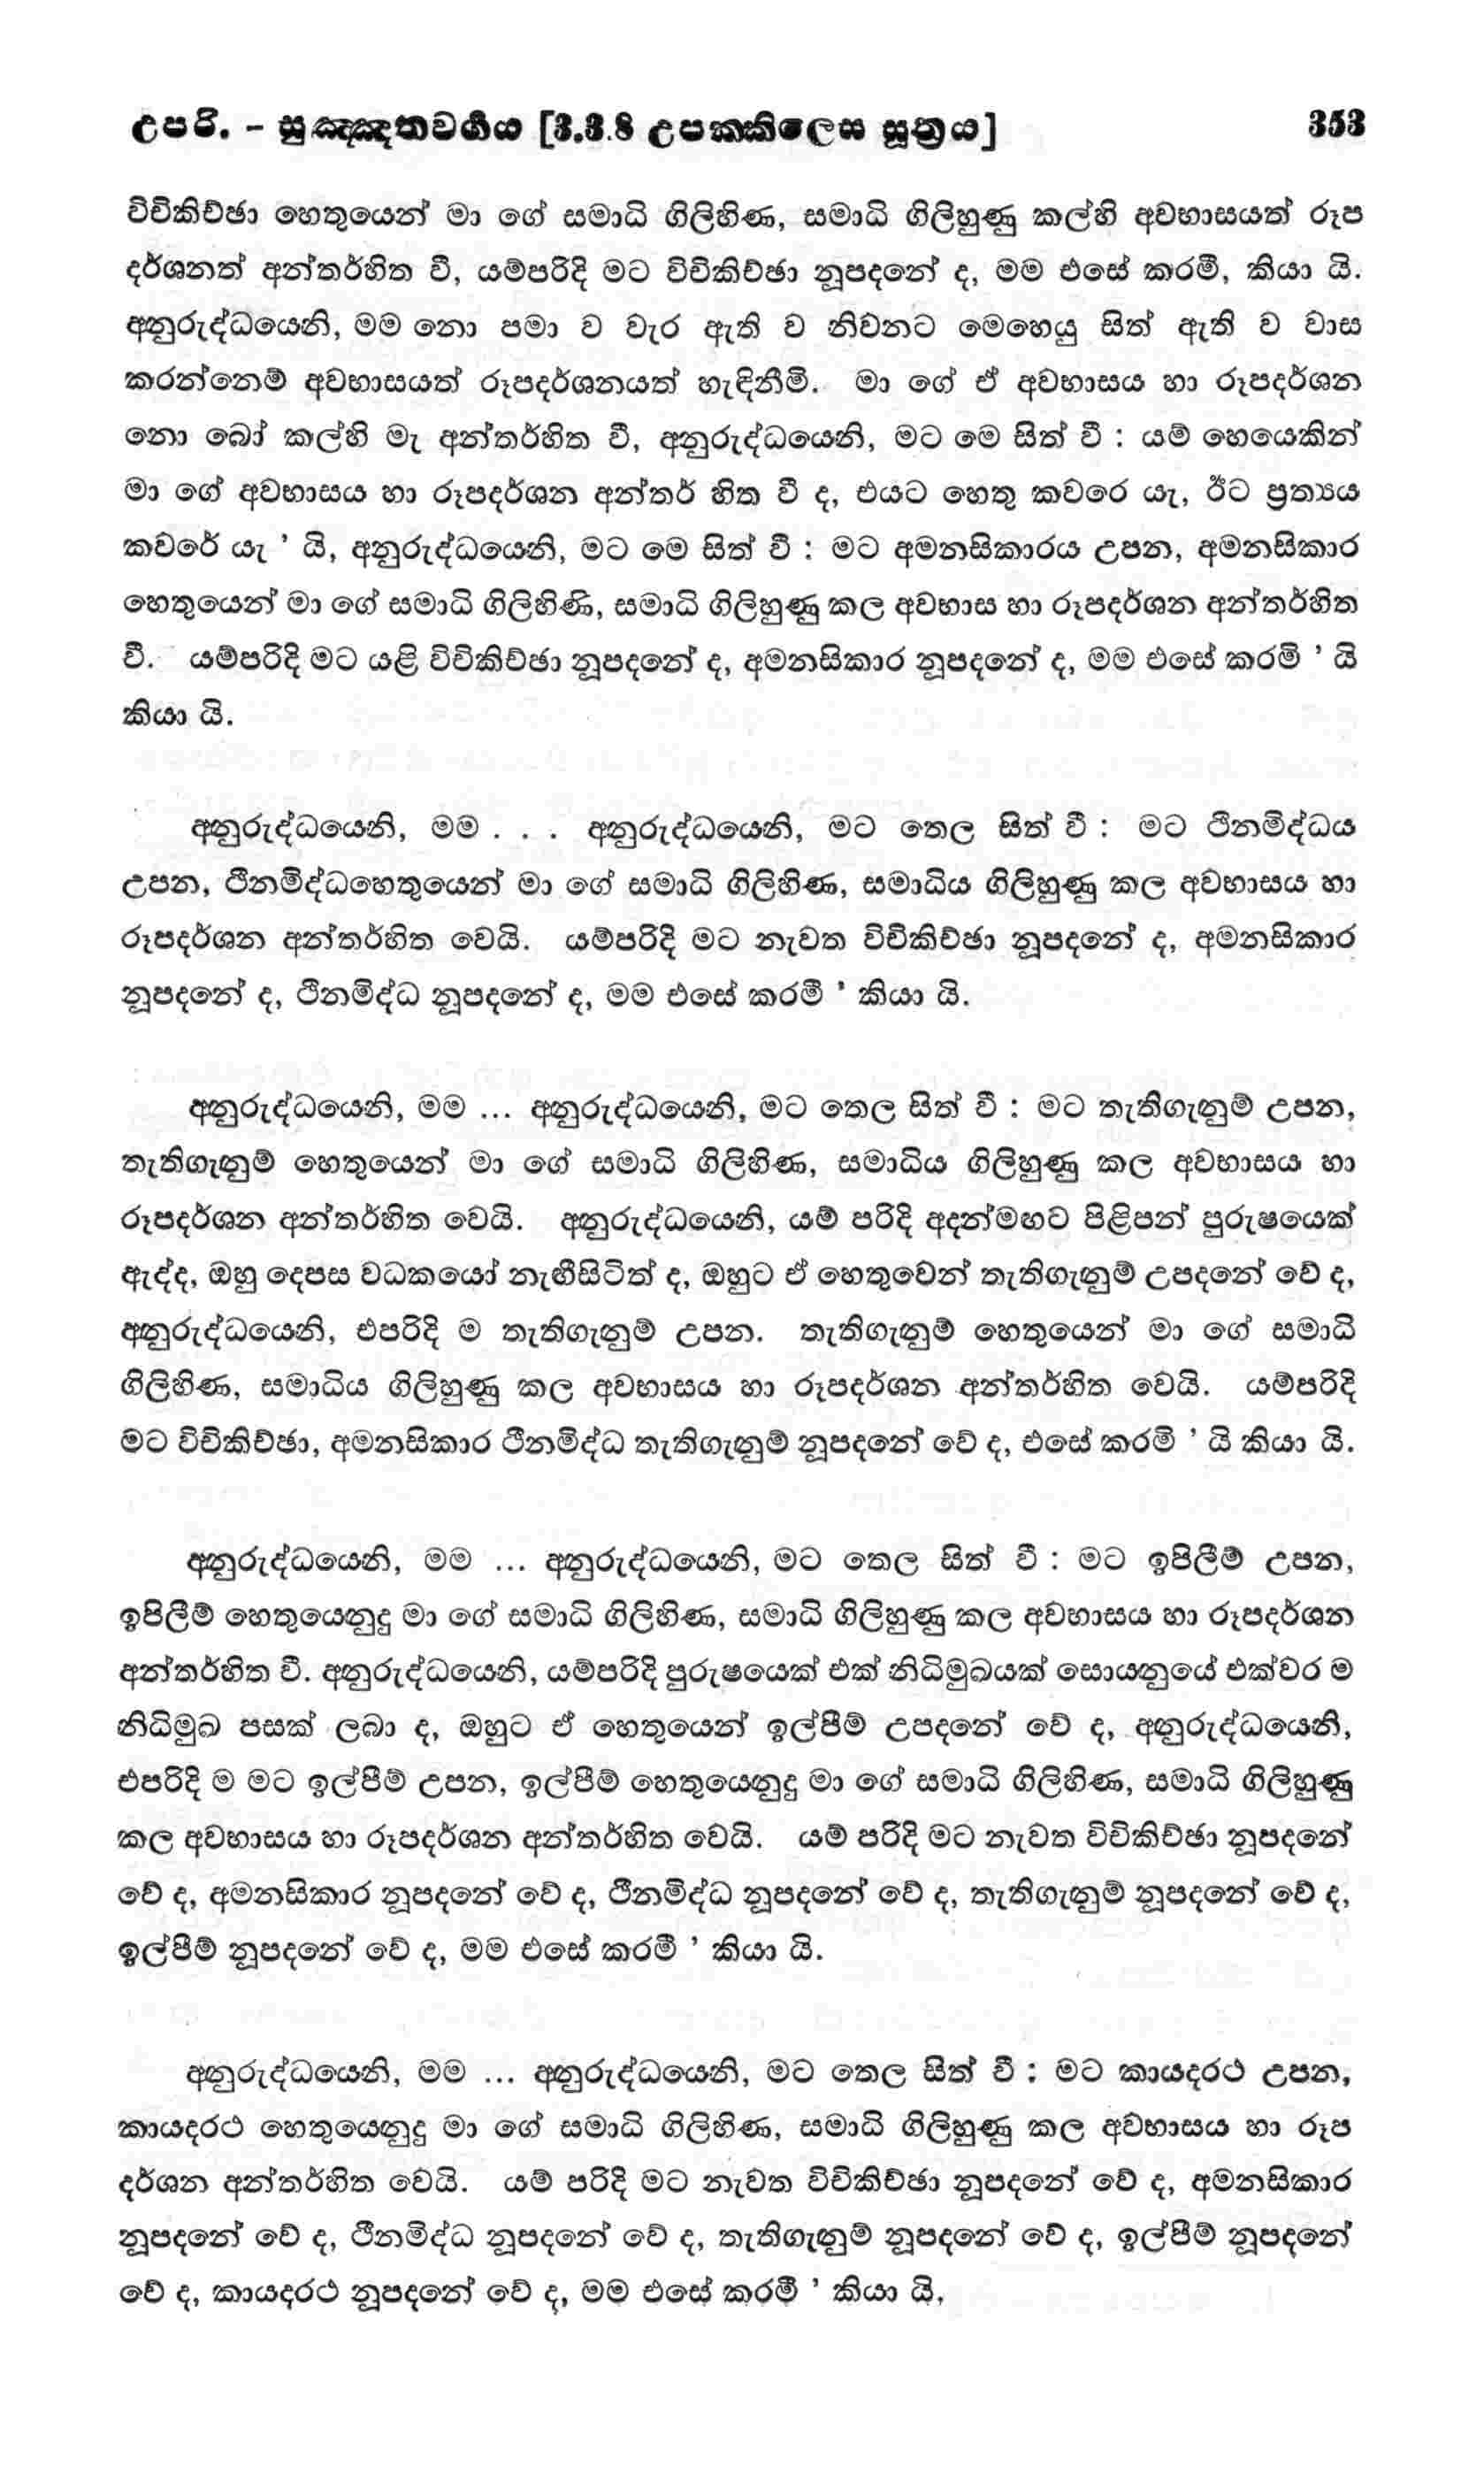 උපරි. - සුඤ්ඤතවර්ගය [3.3.8 උපක්කිලෙස සූත්‍රය] 353
විචිකිච්ඡා හෙතුයෙන් මා ගේ සමාධි ගිලිහිණ, සමාධි ගිලිහුණු කල්හි අවභාසයත් රූප
දර්ශනත් අන්තර්හිත වී, යම්පරිදි මට විචිකිච්ඡා නූපදනේ ද, මම එසේ කරමී, කියා යි.
අනුරුද්ධයෙනි, මම නො පමා ව වැර ඇති ව නිවනට මෙහෙයු සිත් ඇති ව වාස
කරන්නෙම් අවභාසයත් රූපදර්ශනයත් හැඳිනීමි. මා ගේ ඒ අවභාසය හා රූපදර්ශන
නො බෝ කල්හි මැ අන්තර්හිත වී, අනුරුද්ධයෙනි, මට මෙ සිත් වී : යම් හෙයෙකින්
මා ගේ අවභාසය හා රූපදර්ශන අන්තර් හිත වී ද, එයට හෙතු කවරෙ යැ, ඊට ප්‍රත්‍යය
කවරේ යැ ’ යි, අනුරුද්ධයෙනි, මට මෙ සිත් වී : මට අමනසිකාරය උපන, අමනසිකාර
හෙතුයෙන් මා ගේ සමාධි ගිලිහිණි, සමාධි ගිලිහුණු කල අවභාස හා රූපදර්ශන අන්තර්හිත
වී. යම්පරිදි මට යළි විචිකිච්ඡා නූපදනේ ද, අමනසිකාර නූපදනේ ද, මම එසේ කරමි ’ යි
කියා යි.
අනුරුද්ධයෙනි, මම . . . අනුරුද්ධයෙනි, මට තෙල සිත් වී : මට ථීනමිද්ධය
උපන, ථීනමිද්ධහෙතුයෙන් මා ගේ සමාධි ගිලිහිණ, සමාධිය ගිලිහුණු කල අවභාසය හා
රූපදර්ශන අන්තර්හිත වෙයි. යම්පරිදි මට නැවත විචිකිච්ඡා නූපදනේ ද, අමනසිකාර
නූපදනේ ද, ථීනමිද්ධ නූපදනේ ද, මම එසේ කරමී ’ කියා යි.
අනුරුද්ධයෙනි, මම ... අනුරුද්ධයෙනි, මට තෙල සිත් වී : මට තැතිගැනුම් උපන,
තැතිගැනුම් හෙතුයෙන් මා ගේ සමාධි ගිලිහිණ, සමාධිය ගිලිහුණු කල අවභාසය හා
රූපදර්ශන අන්තර්හිත වෙයි. අනුරුද්ධයෙනි, යම් පරිදි අදන්මඟට පිළිපන් පුරුෂයෙක්
ඇද්ද, ඔහු දෙපස වධකයෝ නැඟීසිටිත් ද, ඔහුට ඒ හෙතුවෙන් තැතිගැනුම් උපදනේ වේ ද,
අනුරුද්ධයෙනි, එපරිදි ම තැතිගැනුම් උපන. තැතිගැනුම් හෙතුයෙන් මා ගේ සමාධි
ගිලිහිණ, සමාධිය ගිලිහුණු කල අවභාසය හා රූපදර්ශන අන්තර්හිත වෙයි. යම්පරිදි
මට විචිකිච්ඡා, අමනසිකාර ථීනමිද්ධ තැතිගැනුම් නූපදනේ වේ ද, එසේ කරමි ’ යි කියා යි.
අනුරුද්ධයෙනි, මම ... අනුරුද්ධයෙනි, මට තෙල සිත් වී : මට ඉපිලීම් උපන,
ඉපිලීම් හෙතුයෙනුදු මා ගේ සමාධි ගිලිහිණ, සමාධි ගිලිහුණු කල අවභාසය හා රූපදර්ශන
අන්තර්හිත වී. අනුරුද්ධයෙනි, යම්පරිදි පුරුෂයෙක් එක් නිධිමුඛයක් සොයනුයේ එක්වර ම
නිධිමුඛ පසක් ලබා ද, ඔහුට ඒ හෙතුයෙන් ඉල්පීම් උපදනේ වේ ද, අනුරුද්ධයෙනි,
එපරිදි ම මට ඉල්පීම් උපන, ඉල්පීම් හෙතුයෙනුදු මා ගේ සමාධි ගිලිහිණ, සමාධි ගිලිහුණු
කල අවභාසය හා රූපදර්ශන අන්තර්හිත වෙයි. යම් පරිදි මට නැවත විචිකිච්ඡා නූපදනේ
වේ ද, අමනසිකාර නූපදනේ වේ ද, ථීනමිද්ධ නූපදනේ වේ ද, තැතිගැනුම් නූපදනේ වේ ද,
ඉල්පීම් නූපදනේ වේ ද, මම එසේ කරමී ’ කියා යි.
අනුරුද්ධයෙනි, මම ... අනුරුද්ධයෙනි, මට තෙල සිත් වී : මට කායදරථ උපන,
කායදරථ හෙතුයෙනුදු මා ගේ සමාධි ගිලිහිණ, සමාධි ගිලිහුණු කල අවභාසය හා රූප
දර්ශන අන්තර්හිත වෙයි. යම් පරිදි මට නැවත විචිකිච්ඡා නූපදනේ වේ ද, අමනසිකාර
නූපදනේ වේ ද, ථීනමිද්ධ නූපදනේ වේ ද, තැතිගැනුම් නූපදනේ වේ ද, ඉල්පීම් නූපදනේ
වේ ද, කායදරථ නූපදනේ වේ ද, මම එසේ කරමී ’ කියා යි,